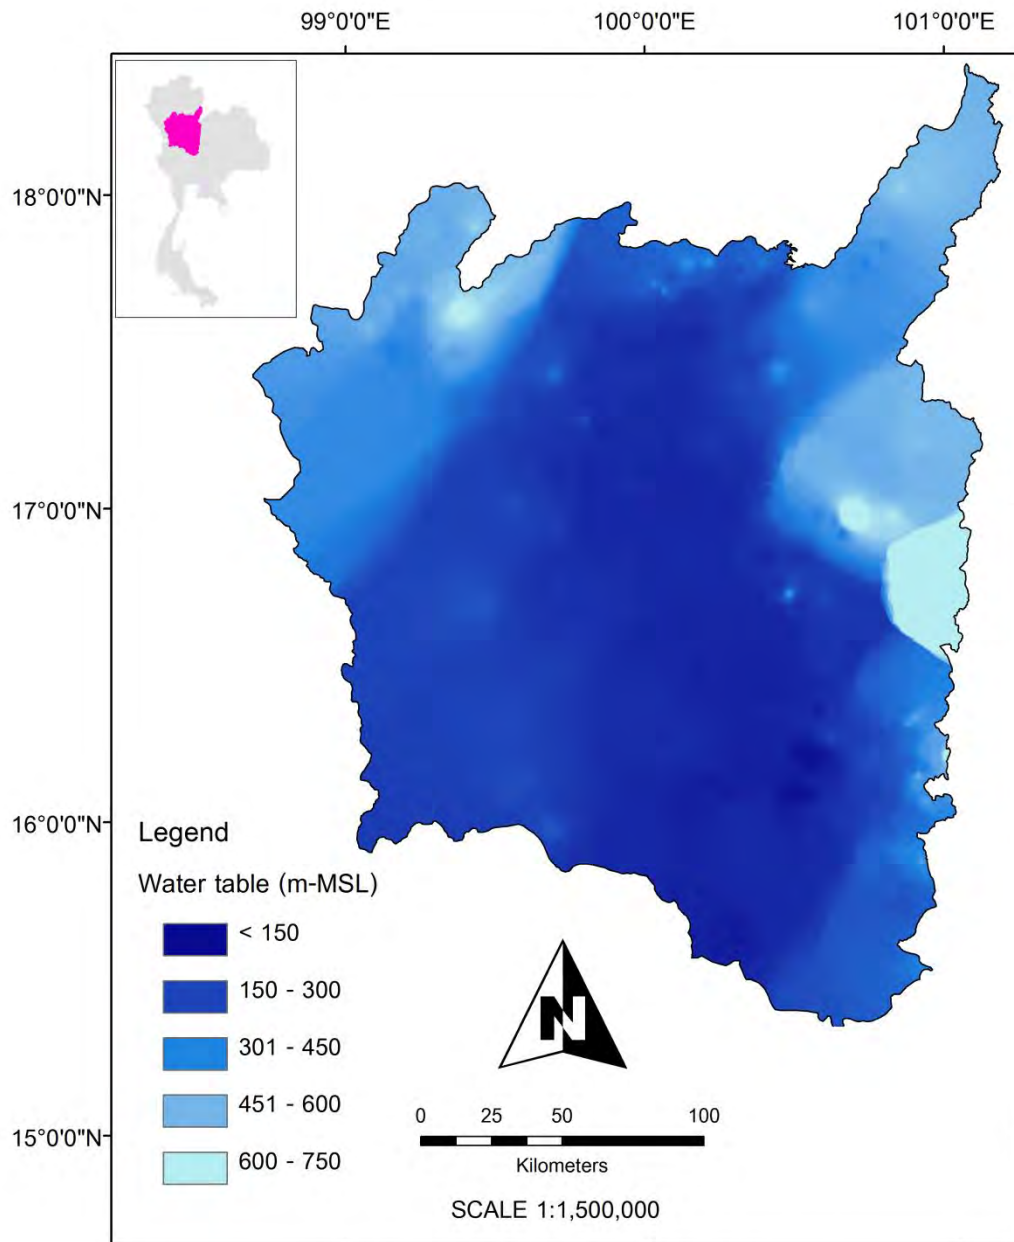 99°0'0"E 100°0'0"E 101°0'0"E
18°0'0"N
17°0'0"N
16°0'0"N
15°0'0"N
Legend
Water table (m-MSL)
< 150
150 - 300
301 - 450
451 - 600
600 - 750
N
0 25 50 100
Kilometers
SCALE 1:1,500,000